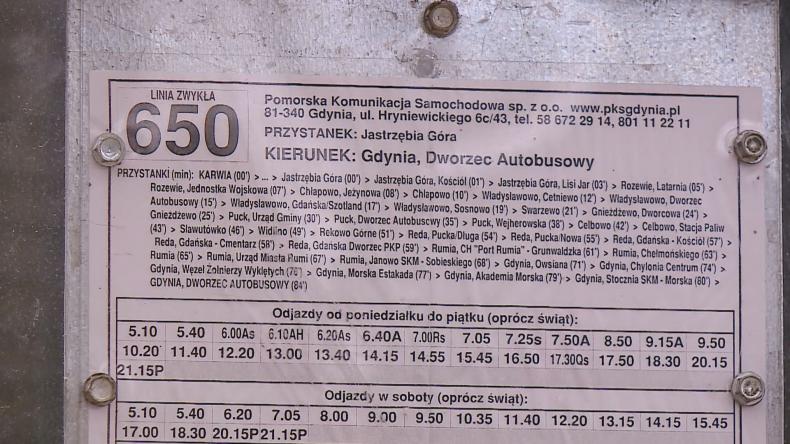 LINIA ZWYKŁA
650
Pomorska Komunikacja Samochodowa sp. z o.o. www.pksgdynia.pl
81-340 Gdynia, ul. Hryniewickiego 6c/43, tel. 58 672 29 14, 801 11 22 11
PRZYSTANEK: Jastrzębia Góra
KIERUNEK: Gdynia, Dworzec Autobusowy
PRZYSTANKI (min): KARWIA (00') > ... > Jastrzębia Góra (00') > Jastrzębia Góra, Kościół (01') > Jastrzębia Góra, Lisi Jar (03') > Rozewie, Latarnia (05') >
Rozewie, Jednostka Wojskowa (07') > Chłapowo, Jeżynowa (08') > Chłapowo (10') > Władysławowo, Cetniewo (12') > Władysławowo, Dworzec
Autobusowy (15') > Władysławowo, Gdańska/Szotland (17') > Władysławowo, Sosnowo (19') > Swarzewo (21') > Gnieżdżewo, Dworcowa (24') >
Gnieżdżewo (25') > Puck, Urząd Gminy (30') > Puck, Dworzec Autobusowy (35') > Puck, Wejherowska (38') > Celbowo (42') > Celbowo, Stacja Paliw
(43') > Sławutówko (46') > Widlino (49') > Rekowo Górne (51') > Reda, Pucka/Długa (54') > Reda, Pucka/Nowa (55') > Reda, Gdańska - Kościół (57') >
Reda, Gdańska - Cmentarz (58') > Reda, Gdańska Dworzec PKP (59') > Rumia, CH "Port Rumia" - Grunwaldzka (61') > Rumia, Chełmońskiego (63') >
Rumia (65') > Rumia, Urząd Miasta Rumi (67') > Rumia, Janowo SKM - Sobieskiego (68') > Gdynia, Owsiana (71') > Gdynia, Chylonia Centrum (74') >
Gdynia, Węzeł Żołnierzy Wyklętych (76') > Gdynia, Morska Estakada (77') > Gdynia, Akademia Morska (79') > Gdynia, Stocznia SKM - Morska (80') >
GDYNIA, DWORZEC AUTOBUSOWY (84')
Odjazdy od poniedziałku do piątku (oprócz świąt):
5.10 5.40 6.00As 6.10AH 6.20As 6.40A 7.00Rs 7.05 7.25s 7.50A 8.50 9.15A 9.50
10.20 11.40 12.20 13.00 13.40 14.15 14.55 15.45 16.50 17.30Qs 17.50 18.30 20.15
21.15P
Odjazdy w soboty (oprócz świąt):
5.10 5.40 6.20 7.05 8.00 9.00 9.50 10.35 11.40 12.20 13.15 14.15 15.45
17.00 18.30 20.15P 21.15P